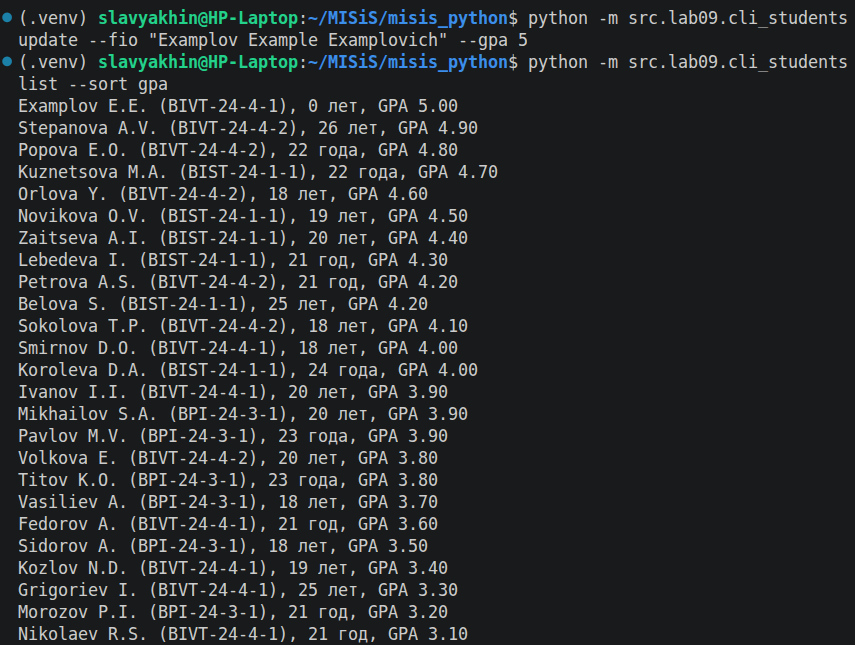 (.venv) slavyakhin@HP-Laptop:~/MISiS/misis_python$ python -m src.lab09.cli_students
update --fio "Examplov Example Examplovich" --gpa 5
(.venv) slavyakhin@HP-Laptop:~/MISiS/misis_python$ python -m src.lab09.cli_students
list --sort gpa
Examplov E.E. (BIVT-24-4-1), 0 лет, GPA 5.00
Stepanova A.V. (BIVT-24-4-2), 26 лет, GPA 4.90
Popova E.O. (BIVT-24-4-2), 22 года, GPA 4.80
Kuznetsova M.A. (BIST-24-1-1), 22 года, GPA 4.70
Orlova Y. (BIVT-24-4-2), 18 лет, GPA 4.60
Novikova O.V. (BIST-24-1-1), 19 лет, GPA 4.50
Zaitseva A.I. (BIST-24-1-1), 20 лет, GPA 4.40
Lebedeva I. (BIST-24-1-1), 21 год, GPA 4.30
Petrova A.S. (BIVT-24-4-2), 21 год, GPA 4.20
Belova S. (BIST-24-1-1), 25 лет, GPA 4.20
Sokolova T.P. (BIVT-24-4-2), 18 лет, GPA 4.10
Smirnov D.O. (BIVT-24-4-1), 18 лет, GPA 4.00
Koroleva D.A. (BIST-24-1-1), 24 года, GPA 4.00
Ivanov I.I. (BIVT-24-4-1), 20 лет, GPA 3.90
Mikhailov S.A. (BPI-24-3-1), 20 лет, GPA 3.90
Pavlov M.V. (BPI-24-3-1), 23 года, GPA 3.90
Volkova E. (BIVT-24-4-2), 20 лет, GPA 3.80
Titov K.O. (BPI-24-3-1), 23 года, GPA 3.80
Vasiliev A. (BPI-24-3-1), 18 лет, GPA 3.70
Fedorov A. (BIVT-24-4-1), 21 год, GPA 3.60
Sidorov A. (BPI-24-3-1), 18 лет, GPA 3.50
Kozlov N.D. (BIVT-24-4-1), 19 лет, GPA 3.40
Grigoriev I. (BIVT-24-4-1), 25 лет, GPA 3.30
Morozov P.I. (BPI-24-3-1), 21 год, GPA 3.20
Nikolaev R.S. (BIVT-24-4-1), 21 год, GPA 3.10